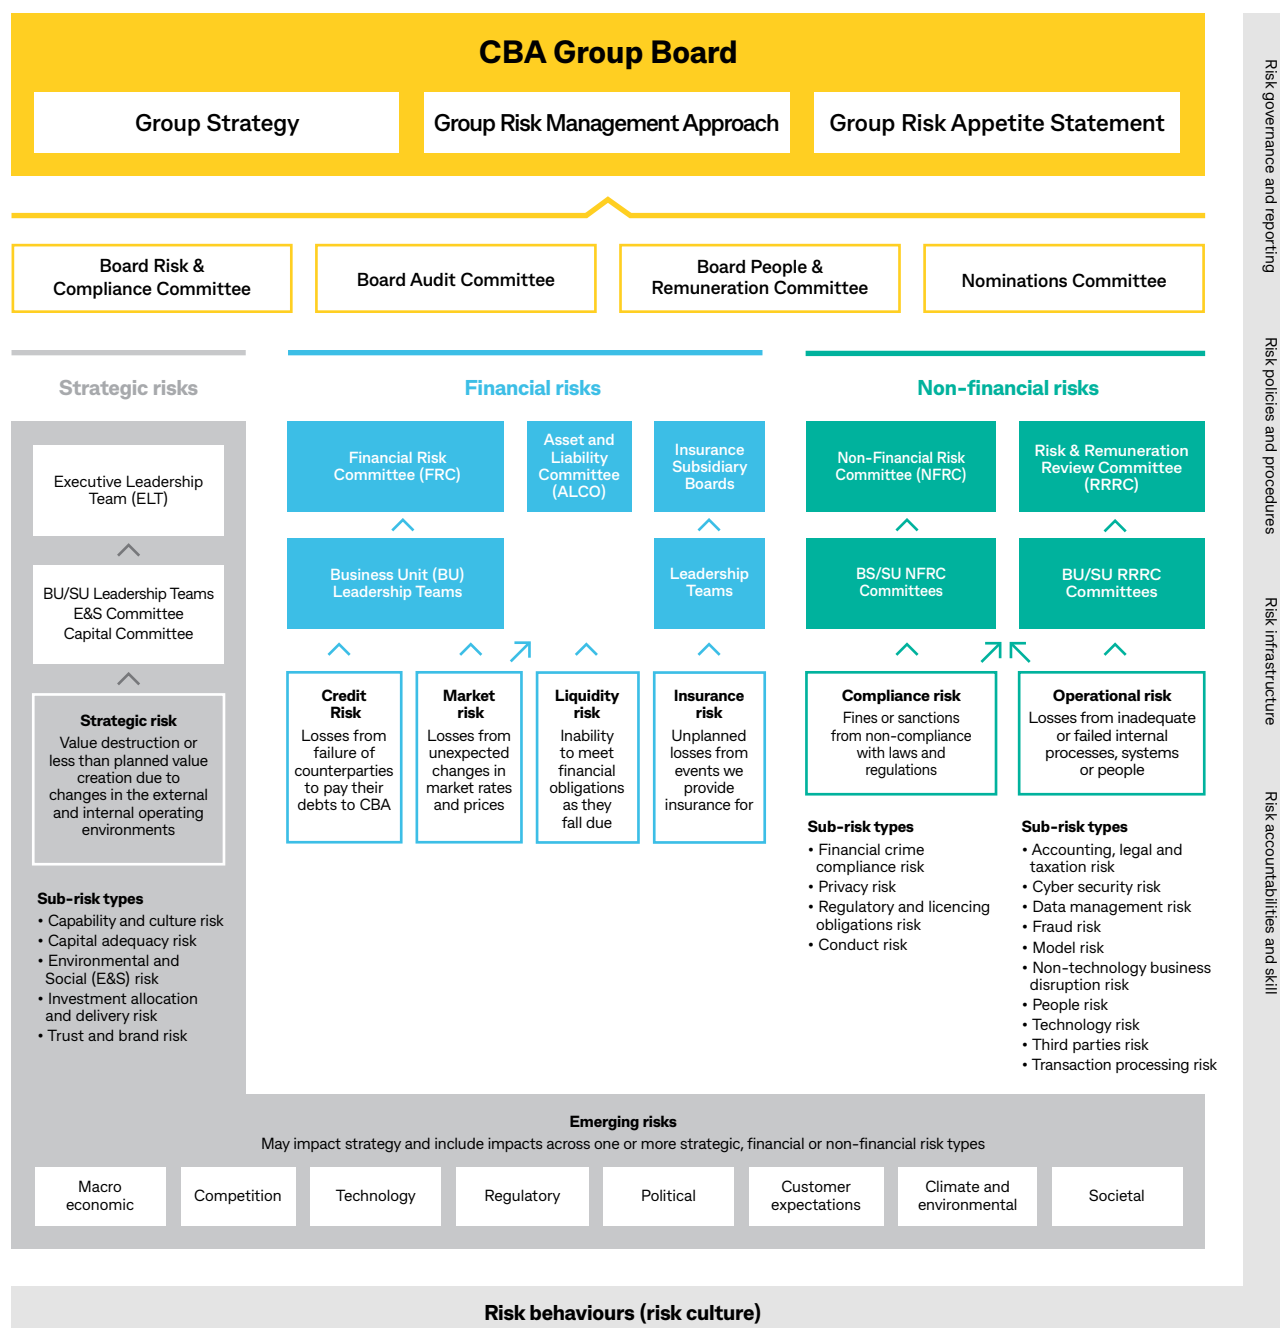 CBA Group Board
Group Strategy
Group Risk Management Approach
Group Risk Appetite Statement
Board Risk &
Compliance Committee
Board Audit Committee
Board People &
Remuneration Committee
Nominations Committee
Strategic risks
Executive Leadership
Team (ELT)
BU/SU Leadership Teams
E&S Committee
Capital Committee
Strategic risk
Value destruction or
less than planned value
creation due to
changes in the external
and internal operating
environments
Sub-risk types
• Capability and culture risk
• Capital adequacy risk
• Environmental and
Social (E&S) risk
• Investment allocation
and delivery risk
• Trust and brand risk
Financial risks
Financial Risk
Committee (FRC)
Asset and
Liability
Committee
(ALCO)
Insurance
Subsidiary
Boards
Business Unit (BU)
Leadership Teams
Leadership
Teams
Credit
Risk
Losses from
failure of
counterparties
to pay their
debts to CBA
Market
risk
Losses from
unexpected
changes in
market rates
and prices
Liquidity
risk
Inability
to meet
financial
obligations
as they
fall due
Insurance
risk
Unplanned
losses from
events we
provide
insurance for
Non-financial risks
Non-Financial Risk
Committee (NFRC)
Risk & Remuneration
Review Committee
(RRRC)
BS/SU NFRC
Committees
BU/SU RRRC
Committees
Compliance risk
Fines or sanctions
from non-compliance
with laws and
regulations
Operational risk
Losses from inadequate
or failed internal
processes, systems
or people
Sub-risk types
• Financial crime
compliance risk
• Privacy risk
• Regulatory and licencing
obligations risk
• Conduct risk
Sub-risk types
• Accounting, legal and
taxation risk
• Cyber security risk
• Data management risk
• Fraud risk
• Model risk
• Non-technology business
disruption risk
• People risk
• Technology risk
• Third parties risk
• Transaction processing risk
Emerging risks
May impact strategy and include impacts across one or more strategic, financial or non-financial risk types
Macro
economic
Competition
Technology
Regulatory
Political
Customer
expectations
Climate and
environmental
Societal
Risk governance and reporting
Risk policies and procedures
Risk infrastructure
Risk accountabilities and skill
Risk behaviours (risk culture)